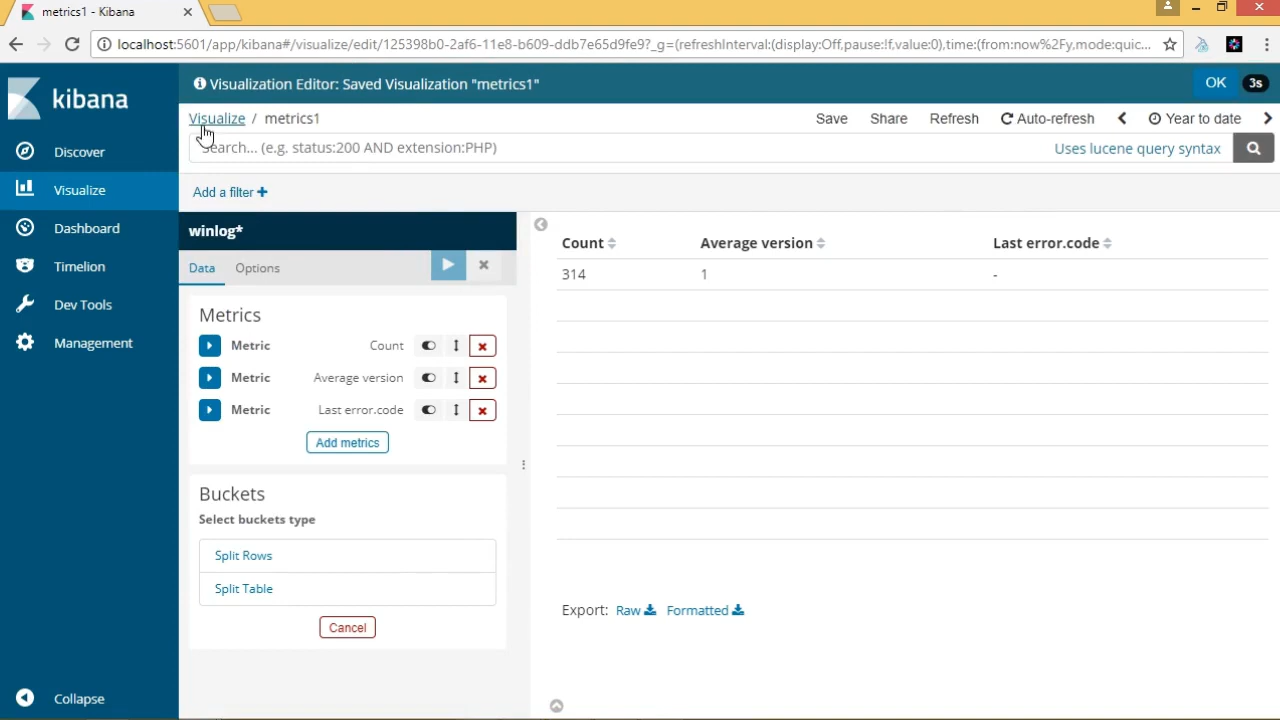 metrics1 - Kibana
localhost:5601/app/kibana#/visualize/edit/125398b0-2af6-11e8-b609-ddb7e65d9fe9?_g=(refreshInterval:(display:Off,pause:!f,value:0),time:(from:now%2Fy,mode:quic...
kibana
Discover
Visualize
Dashboard
Timelion
Dev Tools
Management
Collapse
Visualization Editor: Saved Visualization "metrics1"
OK 3s
Visualize / metrics1
Save Share Refresh Auto-refresh Year to date
Search... (e.g. status:200 AND extension:PHP) Uses lucene query syntax
Add a filter +
winlog*
Data Options
Metrics
Metric Count
Metric Average version
Metric Last error.code
Add metrics
Buckets
Select buckets type
Split Rows
Split Table
Cancel
Count Average version Last error.code
314 1 -
Export: Raw Formatted